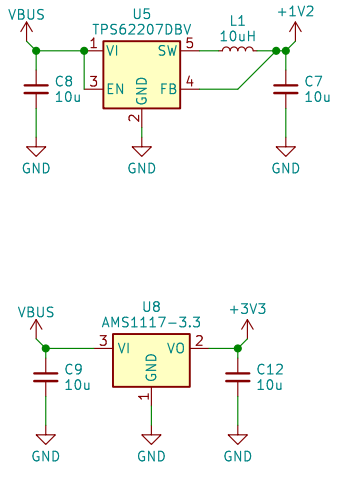 VBUS
U5
TPS62207DBV
L1
10uH
+1V2
1
VI
SW
5
3
EN
FB
4
GND
2
C8
10u
C7
10u
GND
GND
GND
VBUS
U8
AMS1117-3.3
+3V3
3
VI
VO
2
GND
1
C9
10u
C12
10u
GND
GND
GND